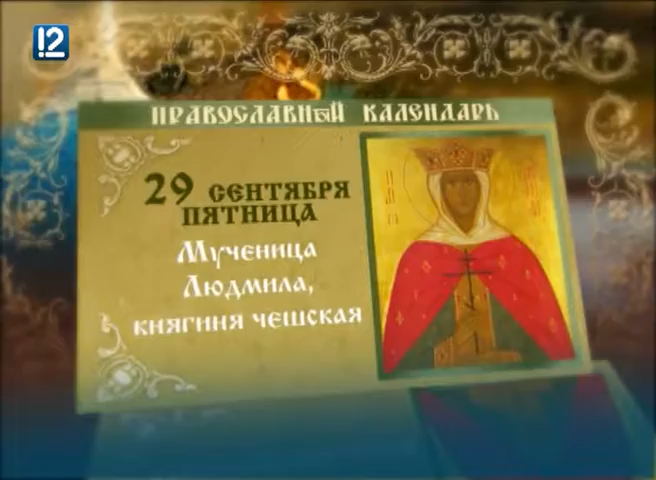 12
ПРАВОСЛАВНЫЙ КАЛЕНДАРЬ
29 СЕНТЯБРЯ
ПЯТНИЦА
Мученица
Людмила,
княгиня чешская